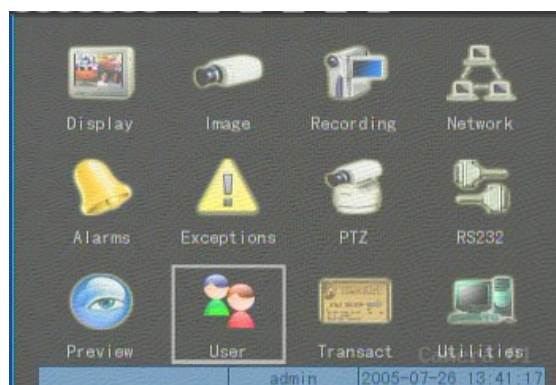 Display Image Recording Network
Alarms Exceptions PTZ RS232
Preview User Transact Utilities
admin 2005-07-26 13:41:17